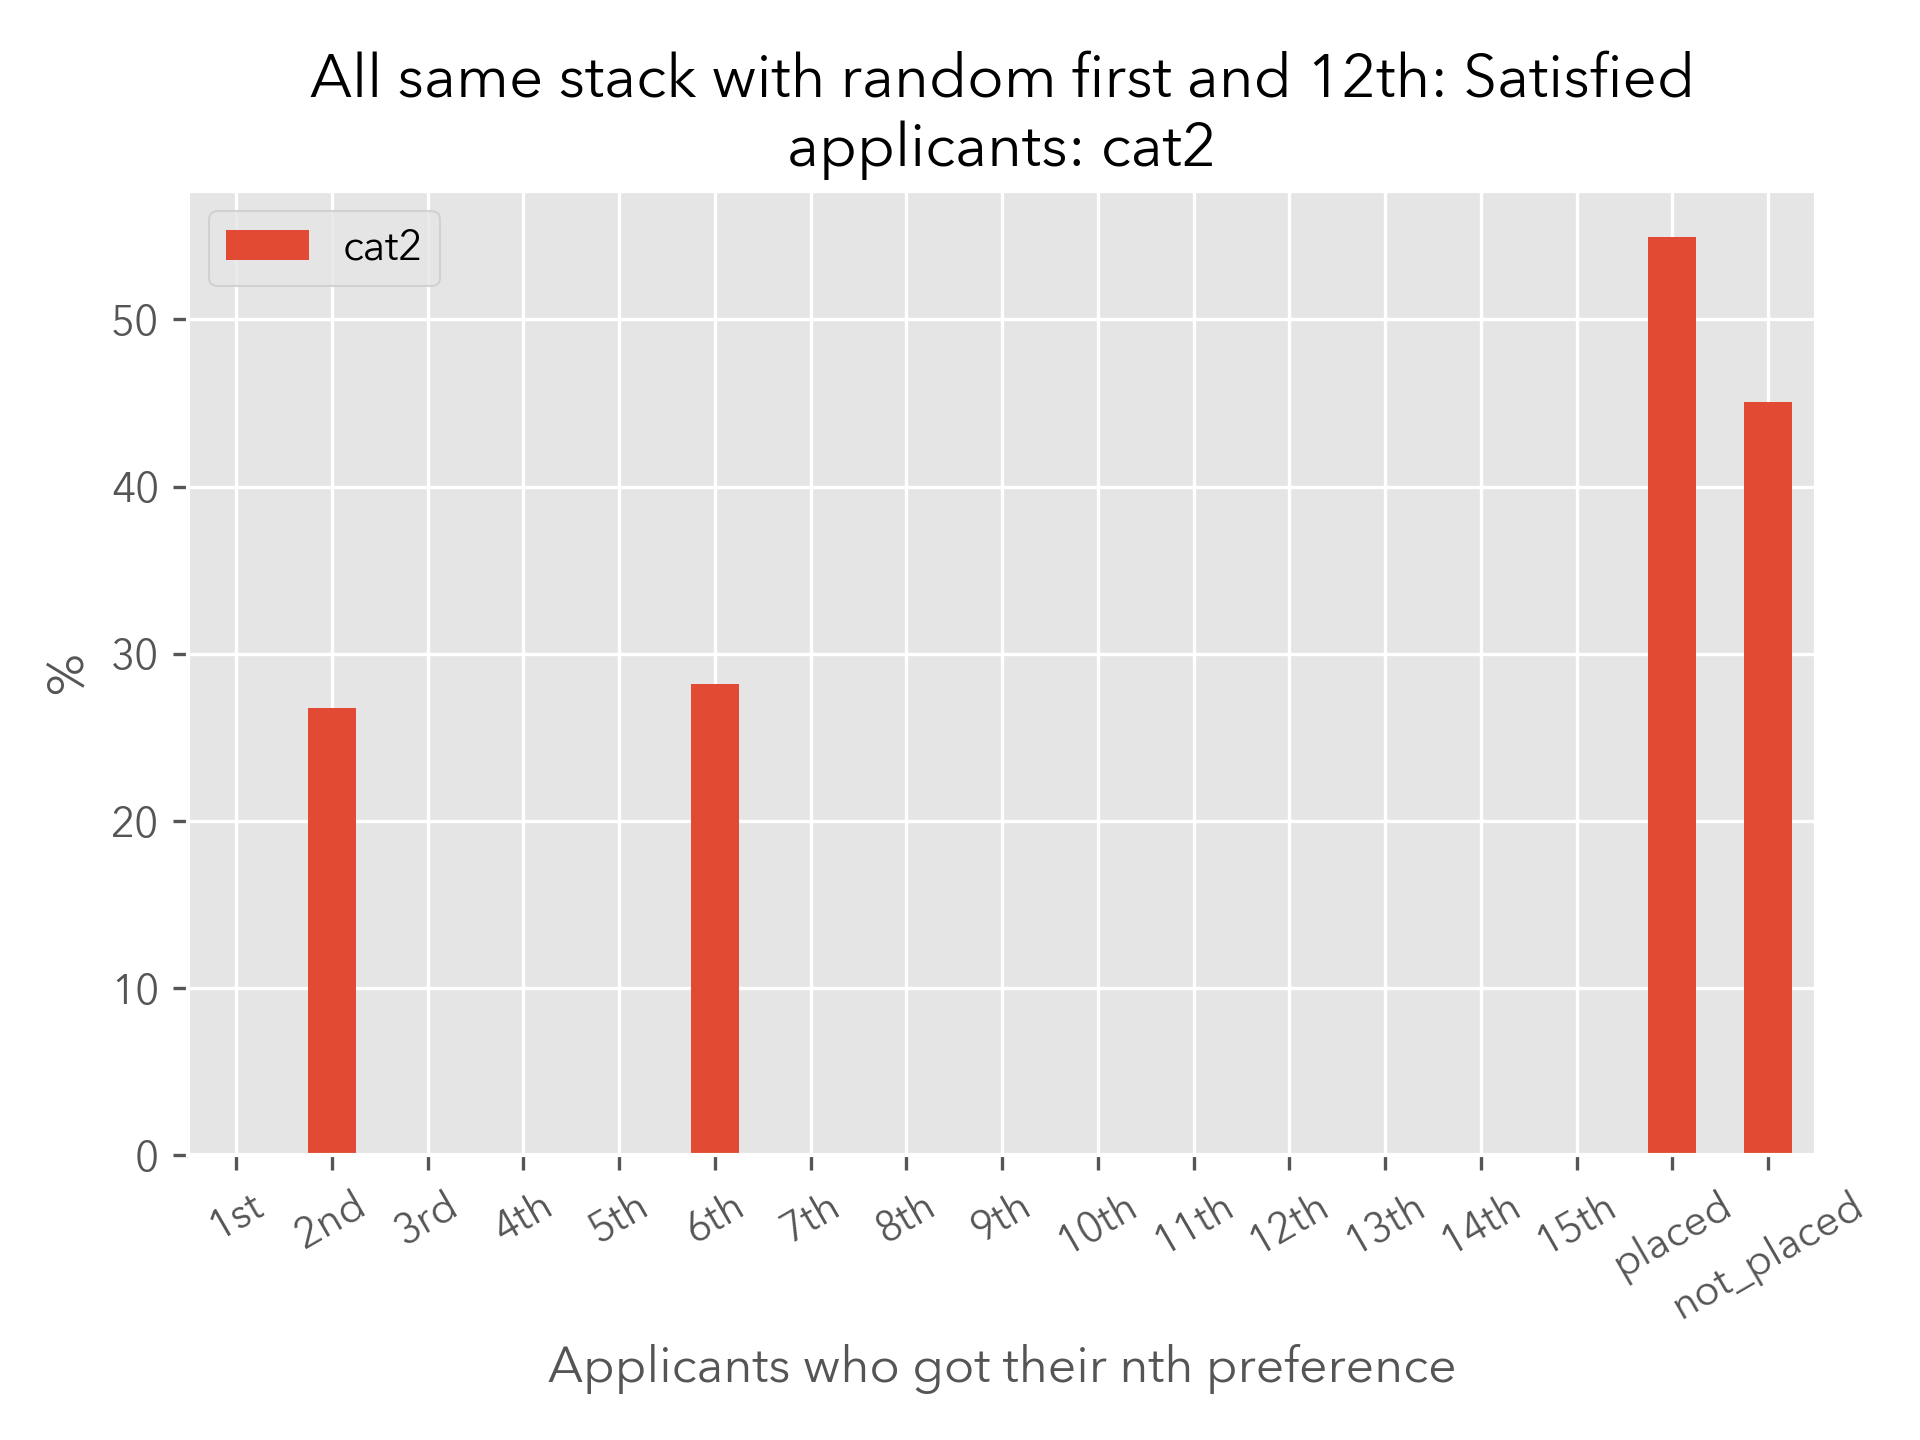 All same stack with random first and 12th: Satisfied
applicants: cat2
cat2
%
50
40
30
20
10
0
1st 2nd 3rd 4th 5th 6th 7th 8th 9th 10th 11th 12th 13th 14th 15th placed not_placed
Applicants who got their nth preference